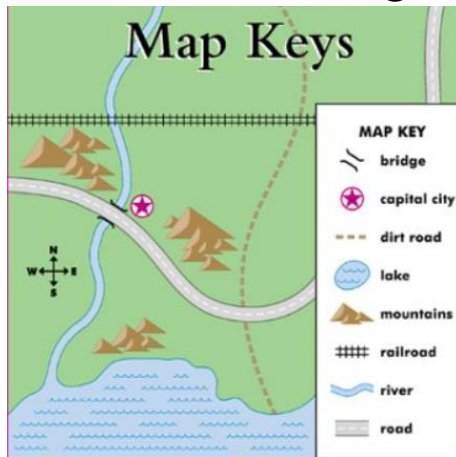 Map Keys
MAP KEY
bridge
capital city
dirt road
lake
mountains
railroad
river
road
N
W E
S